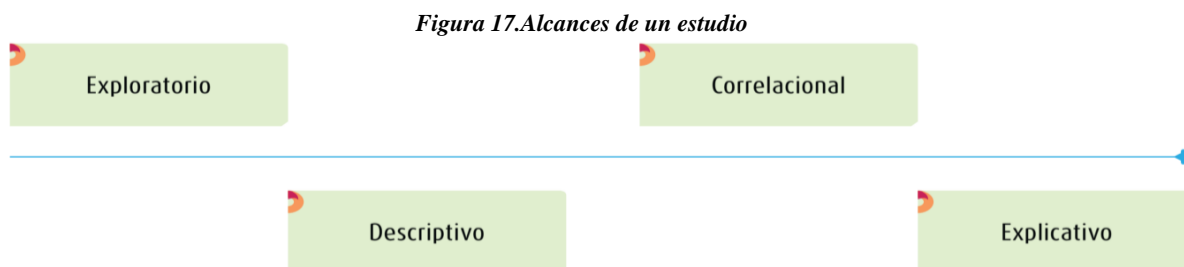 Figura 17.Alcances de un estudio
Exploratorio
Correlacional
Descriptivo
Explicativo